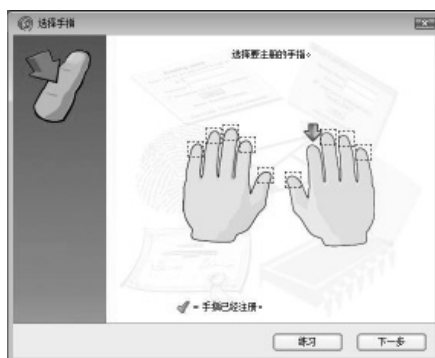 选择手指
选择要注册的手指。
= 手指已经注册。
练习
下一步